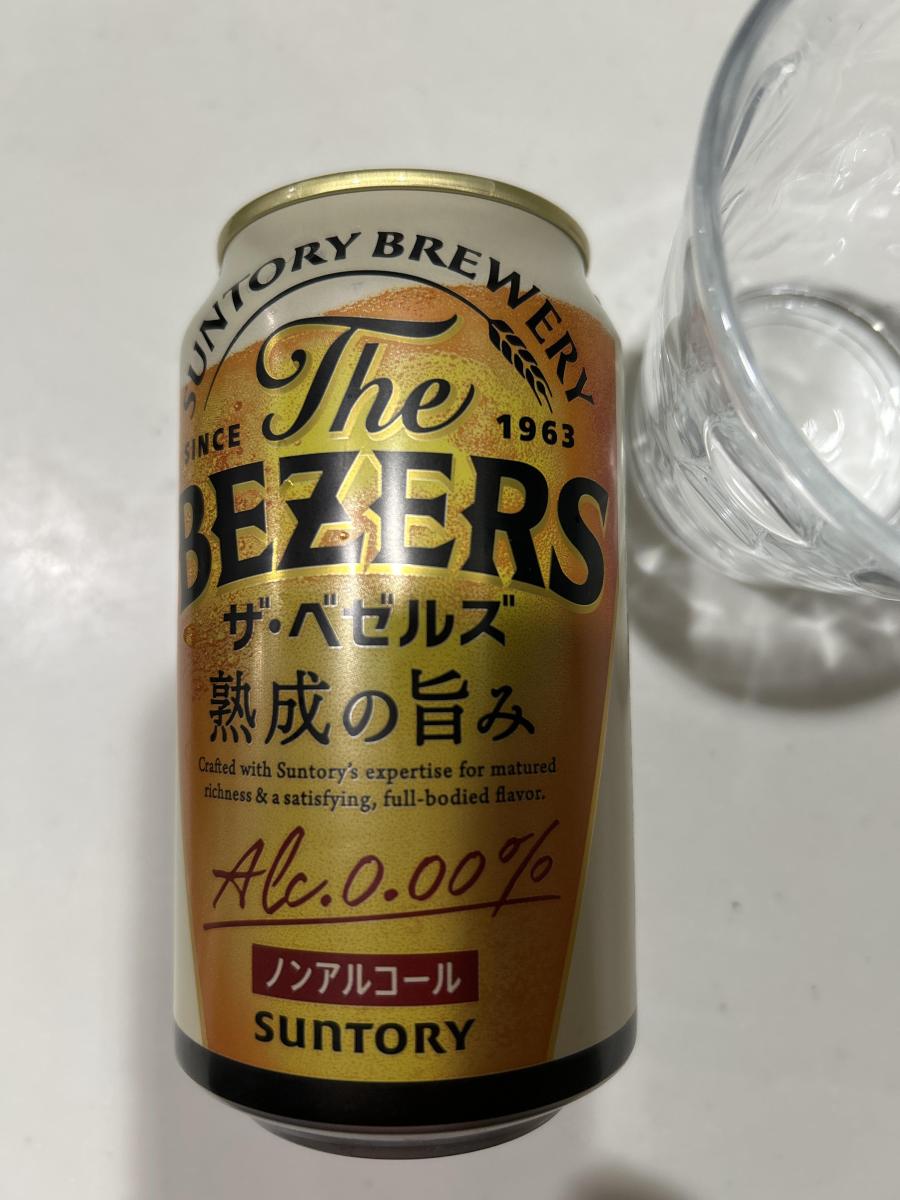 SUNTORY BREWERY
The
SINCE 1963
BEZERS
ザ・ベゼルズ
熟成の旨み
Crafted with Suntory's expertise for matured
richness & a satisfying, full-bodied flavor.
Alc.0.00%
ノンアルコール
SUNTORY